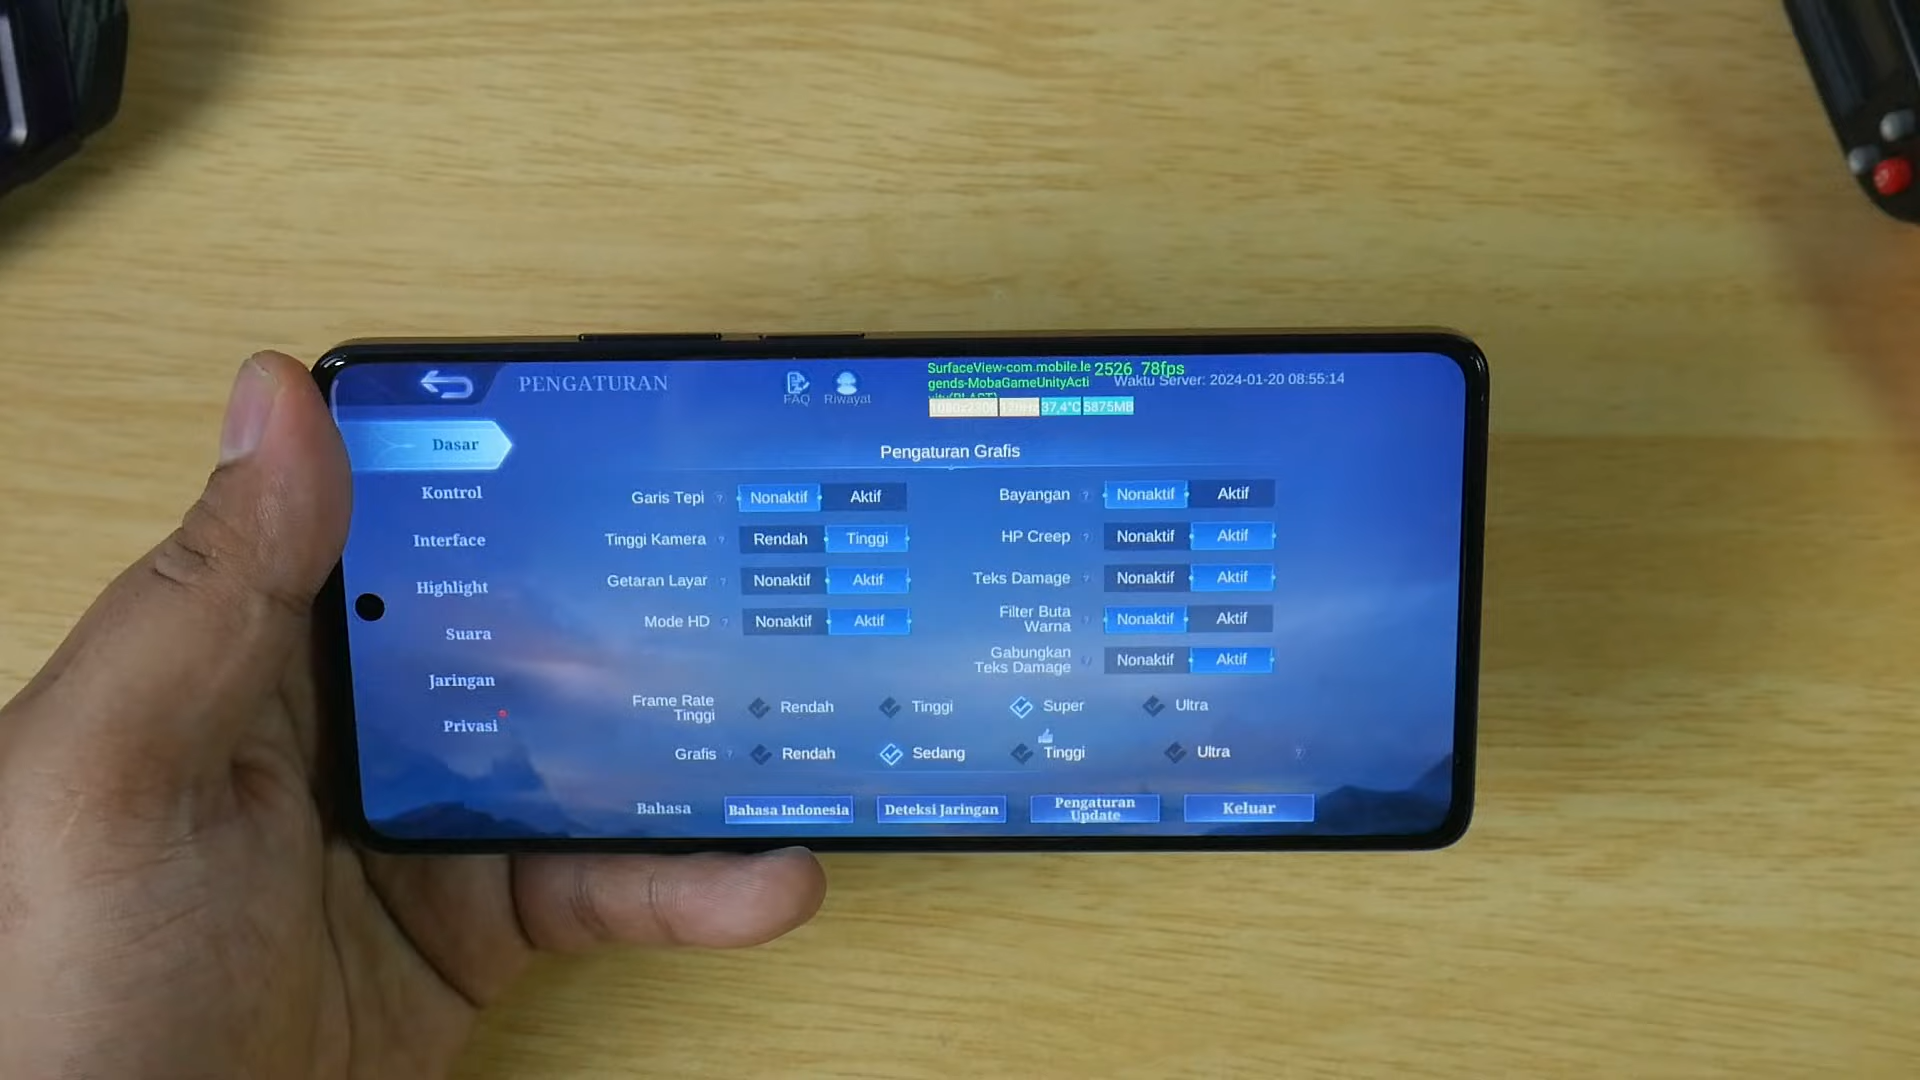 PENGATURAN
FAQ
Riwayat
SurfaceView-com.mobile.le
gends-MobaGameUnityActi
2526 78fps
Waktu Server: 2024-01-20 08:55:14
37,4°C 5875MB
Dasar
Kontrol
Interface
Highlight
Suara
Jaringan
Privasi
Pengaturan Grafis
Garis Tepi ? Nonaktif Aktif
Bayangan ? Nonaktif Aktif
Tinggi Kamera ? Rendah Tinggi
HP Creep ? Nonaktif Aktif
Getaran Layar ? Nonaktif Aktif
Teks Damage ? Nonaktif Aktif
Mode HD ? Nonaktif Aktif
Filter Buta
Warna ? Nonaktif Aktif
Gabungkan
Teks Damage ? Nonaktif Aktif
Frame Rate
Tinggi
Rendah Tinggi Super Ultra
Grafis ? Rendah Sedang Tinggi Ultra ?
Bahasa
Bahasa Indonesia
Deteksi Jaringan
Pengaturan
Update
Keluar